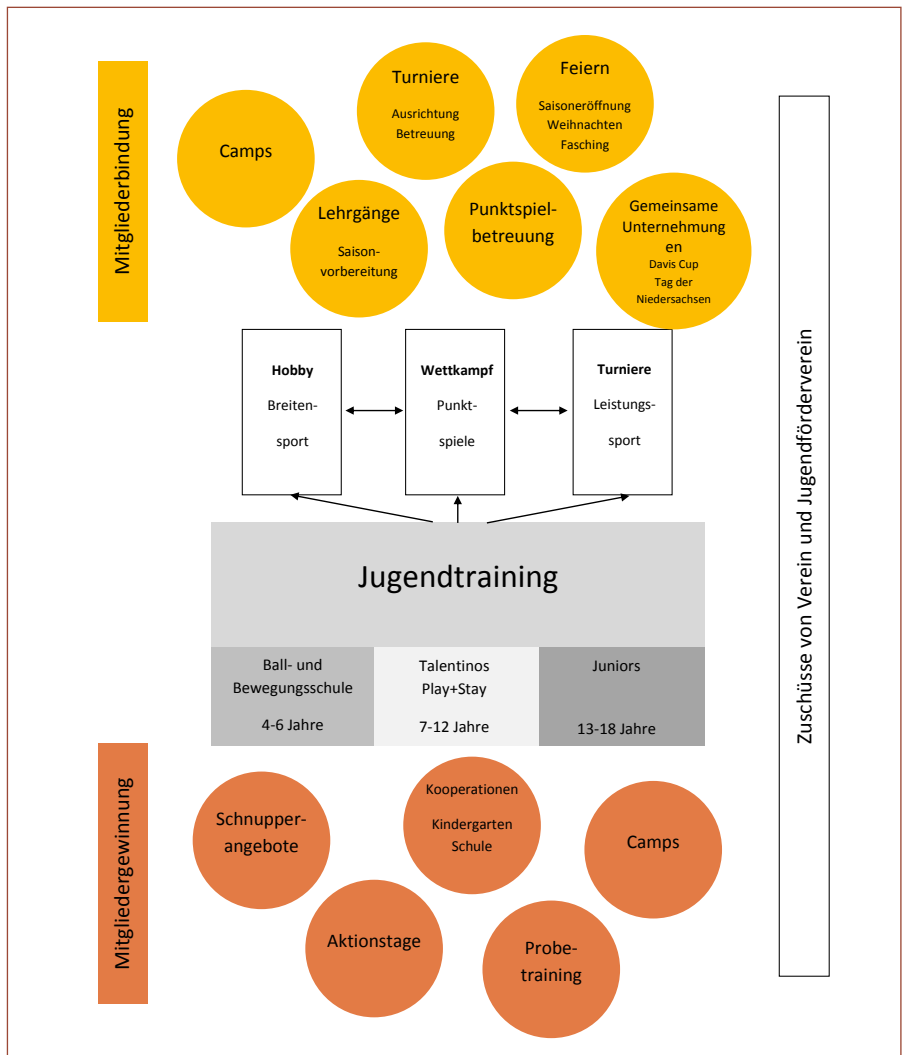 Mitgliederbindung
Camps
Turniere
Ausrichtung
Betreuung
Feiern
Saisoneröffnung
Weihnachten
Fasching
Lehrgänge
Saison-
vorbereitung
Punktspiel-
betreuung
Gemeinsame
Unternehmung
en
Davis Cup
Tag der
Niedersachsen
Hobby
Breiten-
sport
Wettkampf
Punkt-
spiele
Turniere
Leistungs-
sport
Zuschüsse von Verein und Jugendförderverein
Jugendtraining
Ball- und
Bewegungsschule
4-6 Jahre
Talentinos
Play+Stay
7-12 Jahre
Juniors
13-18 Jahre
Mitgliedergewinnung
Schnupper-
angebote
Kooperationen
Kindergarten
Schule
Camps
Aktionstage
Probe-
training